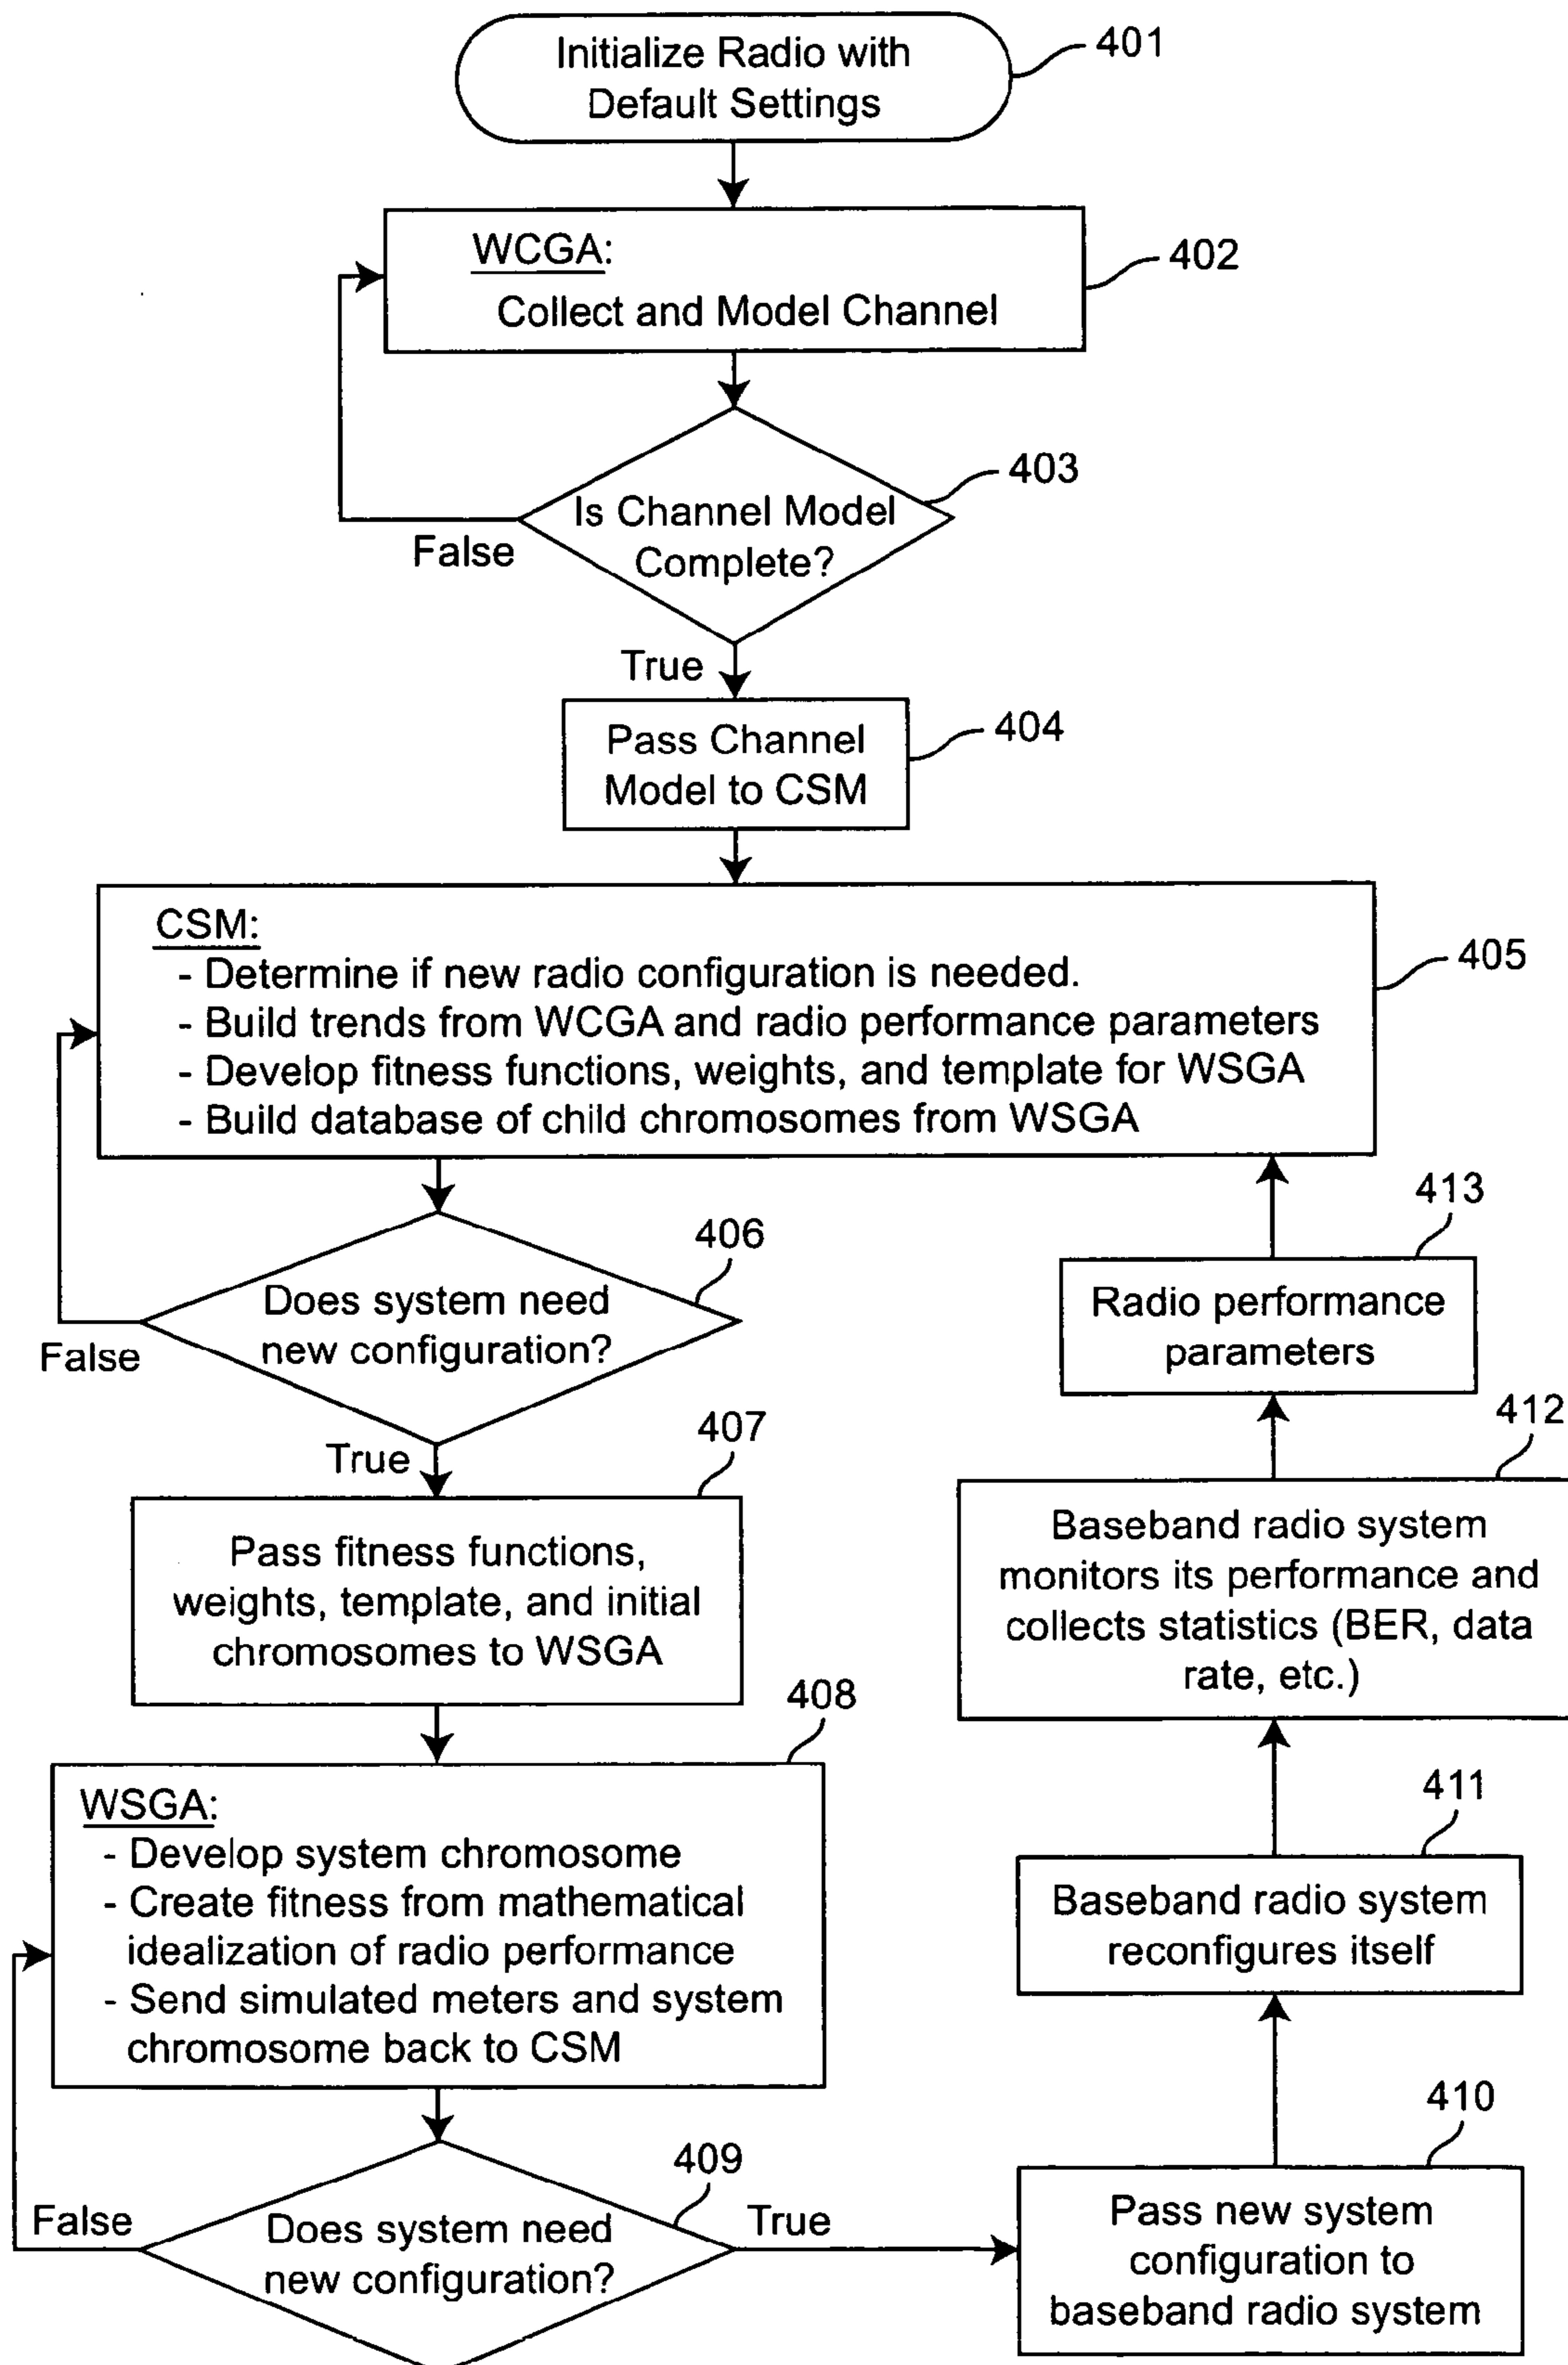 Initialize Radio with
Default Settings
401
WCGA:
Collect and Model Channel
402
Is Channel Model
Complete?
403
False
True
Pass Channel
Model to CSM
404
CSM:
- Determine if new radio configuration is needed.
- Build trends from WCGA and radio performance parameters
- Develop fitness functions, weights, and template for WSGA
- Build database of child chromosomes from WSGA
405
Does system need
new configuration?
406
False
True
Pass fitness functions,
weights, template, and initial
chromosomes to WSGA
407
WSGA:
- Develop system chromosome
- Create fitness from mathematical
idealization of radio performance
- Send simulated meters and system
chromosome back to CSM
408
Does system need
new configuration?
409
False
True
Pass new system
configuration to
baseband radio system
410
Baseband radio system
reconfigures itself
411
Baseband radio system
monitors its performance and
collects statistics (BER, data
rate, etc.)
412
Radio performance
parameters
413